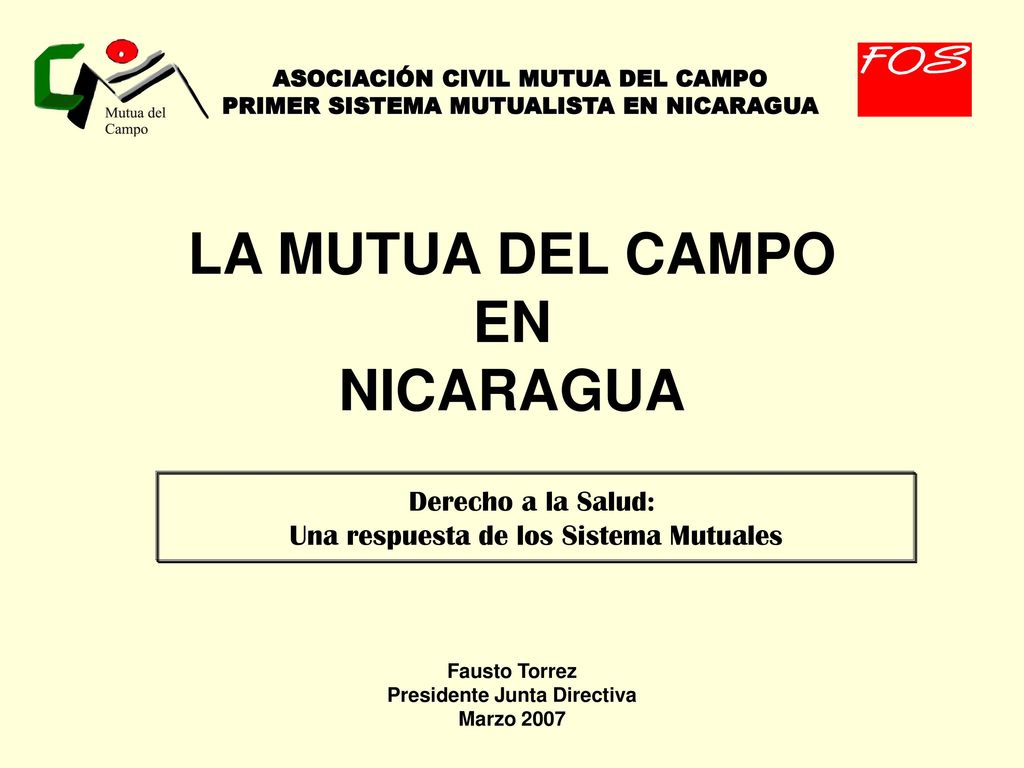 Mutua del
Campo
ASOCIACIÓN CIVIL MUTUA DEL CAMPO
PRIMER SISTEMA MUTUALISTA EN NICARAGUA
FOS
LA MUTUA DEL CAMPO
EN
NICARAGUA
Derecho a la Salud:
Una respuesta de los Sistema Mutuales
Fausto Torrez
Presidente Junta Directiva
Marzo 2007